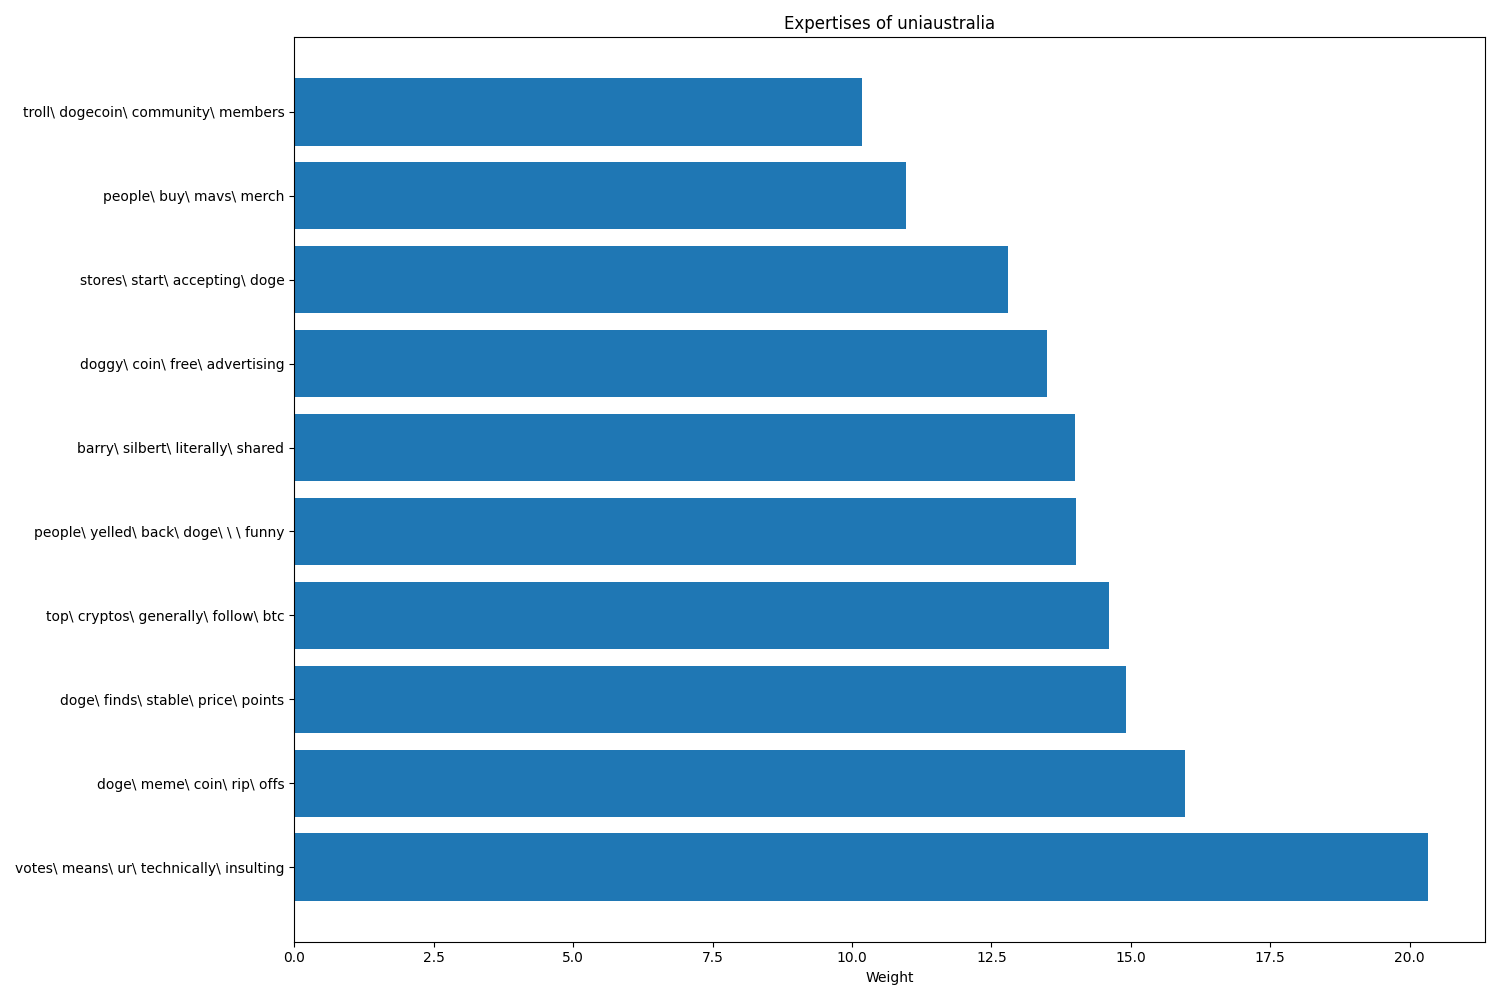 Expertises of uniaustralia
troll\ dogecoin\ community\ members
people\ buy\ mavs\ merch
stores\ start\ accepting\ doge
doggy\ coin\ free\ advertising
barry\ silbert\ literally\ shared
people\ yelled\ back\ doge\ \ \ funny
top\ cryptos\ generally\ follow\ btc
doge\ finds\ stable\ price\ points
doge\ meme\ coin\ rip\ offs
votes\ means\ ur\ technically\ insulting
0.0 2.5 5.0 7.5 10.0 12.5 15.0 17.5 20.0
Weight